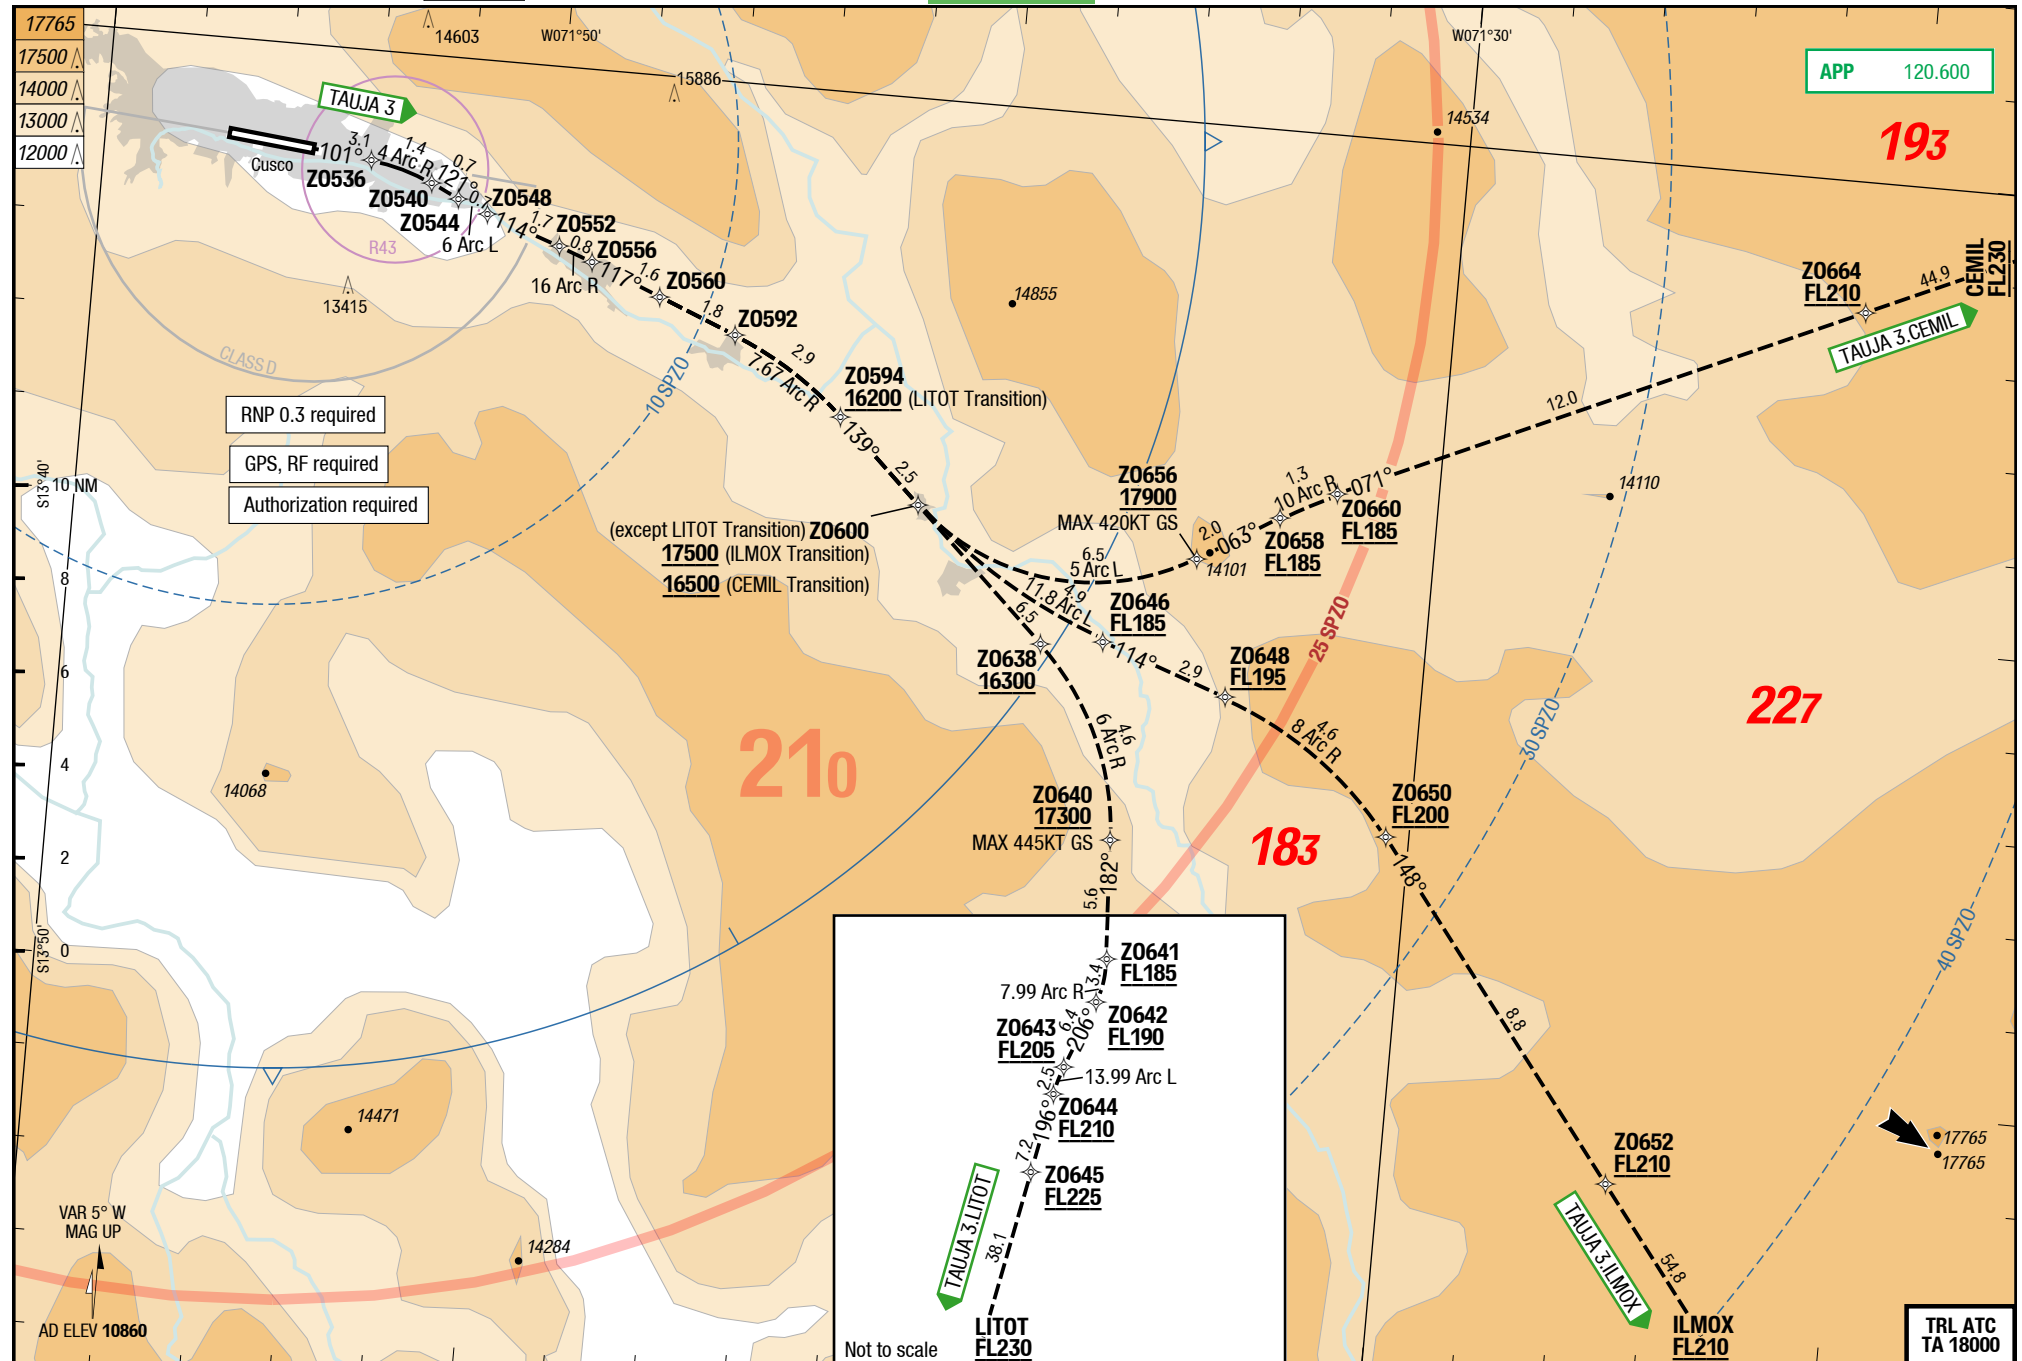 17765
17500
14000
13000
12000
14603
W071°50'
15886
W071°30'
APP 120.600
14534
193
TAUJA 3
Cusco
101°
3.1
4 Arc R
1.4
121°
0.7
Z0536
Z0540
Z0544
0.7
6 Arc L
Z0548
114°
1.7
Z0552
0.8
Z0556
16 Arc R
117°
1.6
Z0560
1.8
Z0592
R43
13415
CLASS D
14855
2.9
7.67 Arc R
Z0594
16200 (LITOT Transition)
10 SPZO
139°
2.5
Z0664
FL210
44.9
CEMIL
FL230
TAUJA 3.CEMIL
12.0
RNP 0.3 required
GPS, RF required
Authorization required
S13°40'
10 NM
8
6
4
2
0
S13°50'
(except LITOT Transition) Z0600
17500 (ILMOX Transition)
16500 (CEMIL Transition)
Z0656
17900
MAX 420KT GS
6.5
5 Arc L
2.0
063°
14101
1.3
10 Arc R
Z0658
FL185
071°
Z0660
FL185
14110
4.9
11.8 Arc L
Z0646
FL185
114°
2.9
Z0648
FL195
25 SPZO
6.5
Z0638
16300
4.6
6 Arc R
4.6
8 Arc R
30 SPZO
227
210
14068
Z0640
17300
MAX 445KT GS
183
Z0650
FL200
182°
5.6
148°
40 SPZO
Z0641
FL185
3.4
7.99 Arc R
Z0642
FL190
6.4
206°
Z0643
FL205
2.5
13.99 Arc L
Z0644
FL210
196°
7.2
Z0645
FL225
TAUJA 3.LITOT
38.1
LITOT
FL230
Not to scale
8.8
14471
14284
17765
17765
Z0652
FL210
TAUJA 3.ILMOX
54.8
ILMOX
FL210
VAR 5° W
MAG UP
AD ELEV 10860
TRL ATC
TA 18000